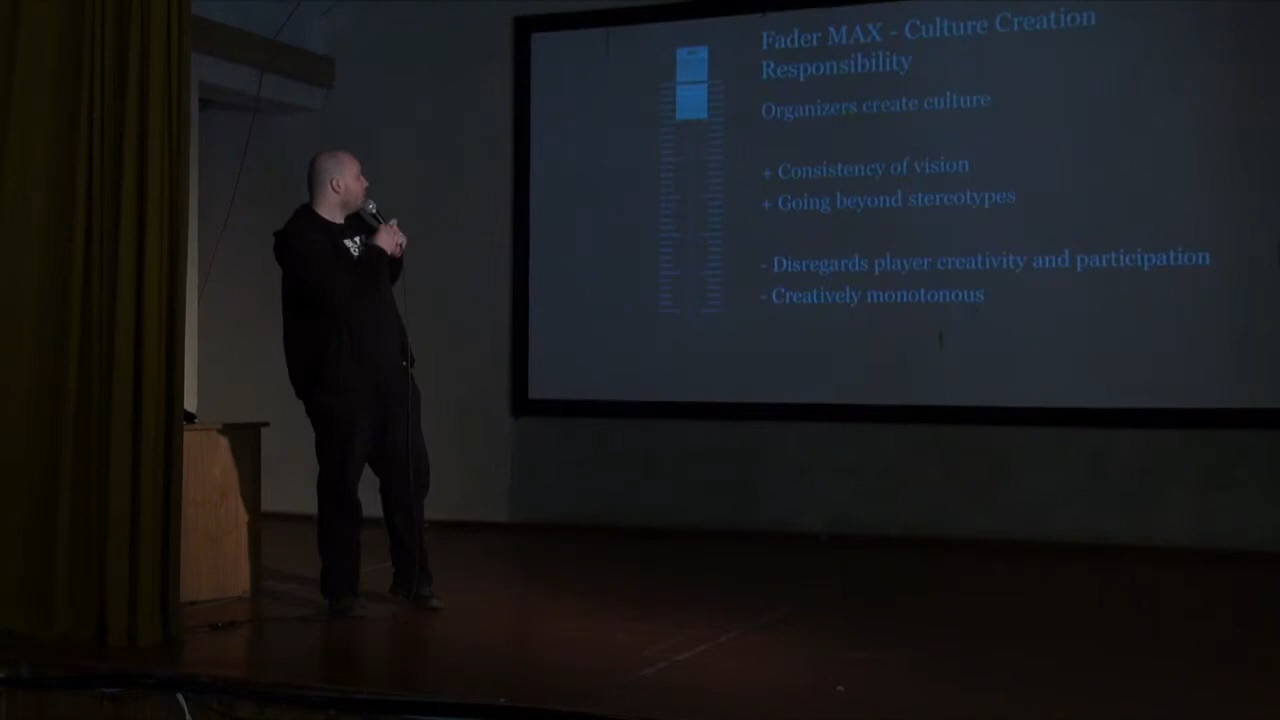 Fader MAX - Culture Creation
Responsibility
Organizers create culture
+ Consistency of vision
+ Going beyond stereotypes
- Disregards player creativity and participation
- Creatively monotonous